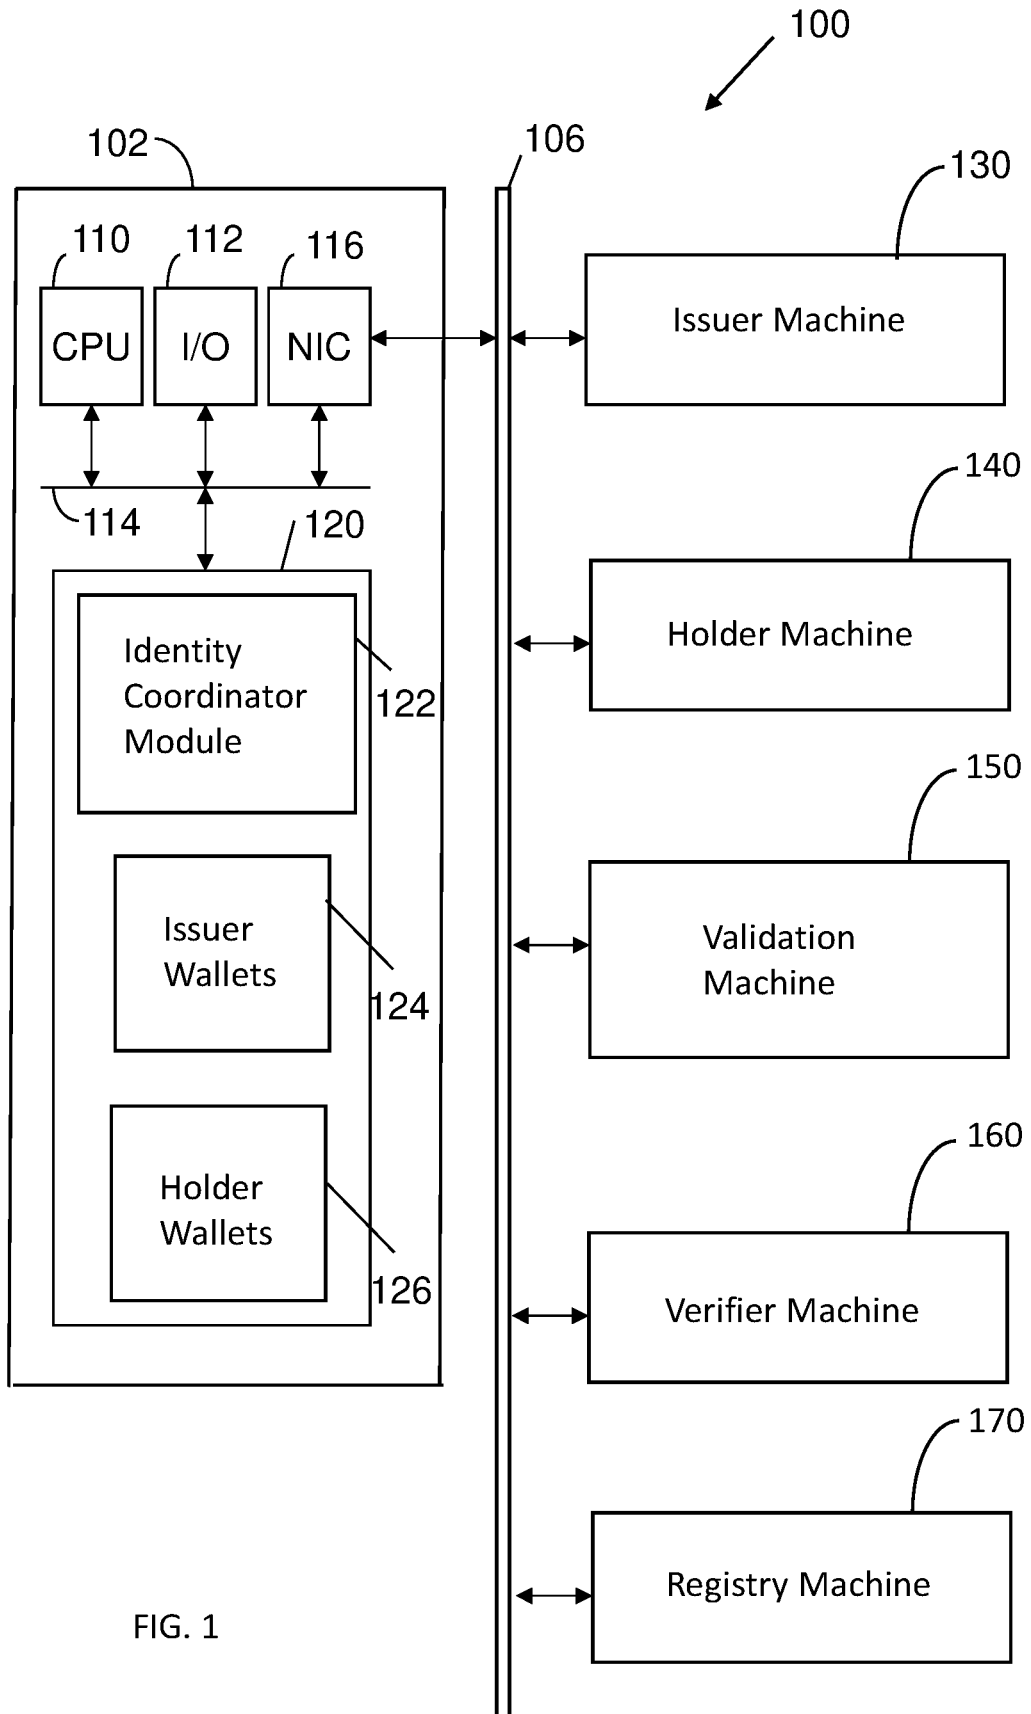 100
102
106
130
110
112
116
CPU
I/O
NIC
Issuer Machine
114
120
140
Identity
Coordinator
Module
122
Holder Machine
150
Issuer
Wallets
124
Validation
Machine
160
Holder
Wallets
126
Verifier Machine
170
Registry Machine
FIG. 1